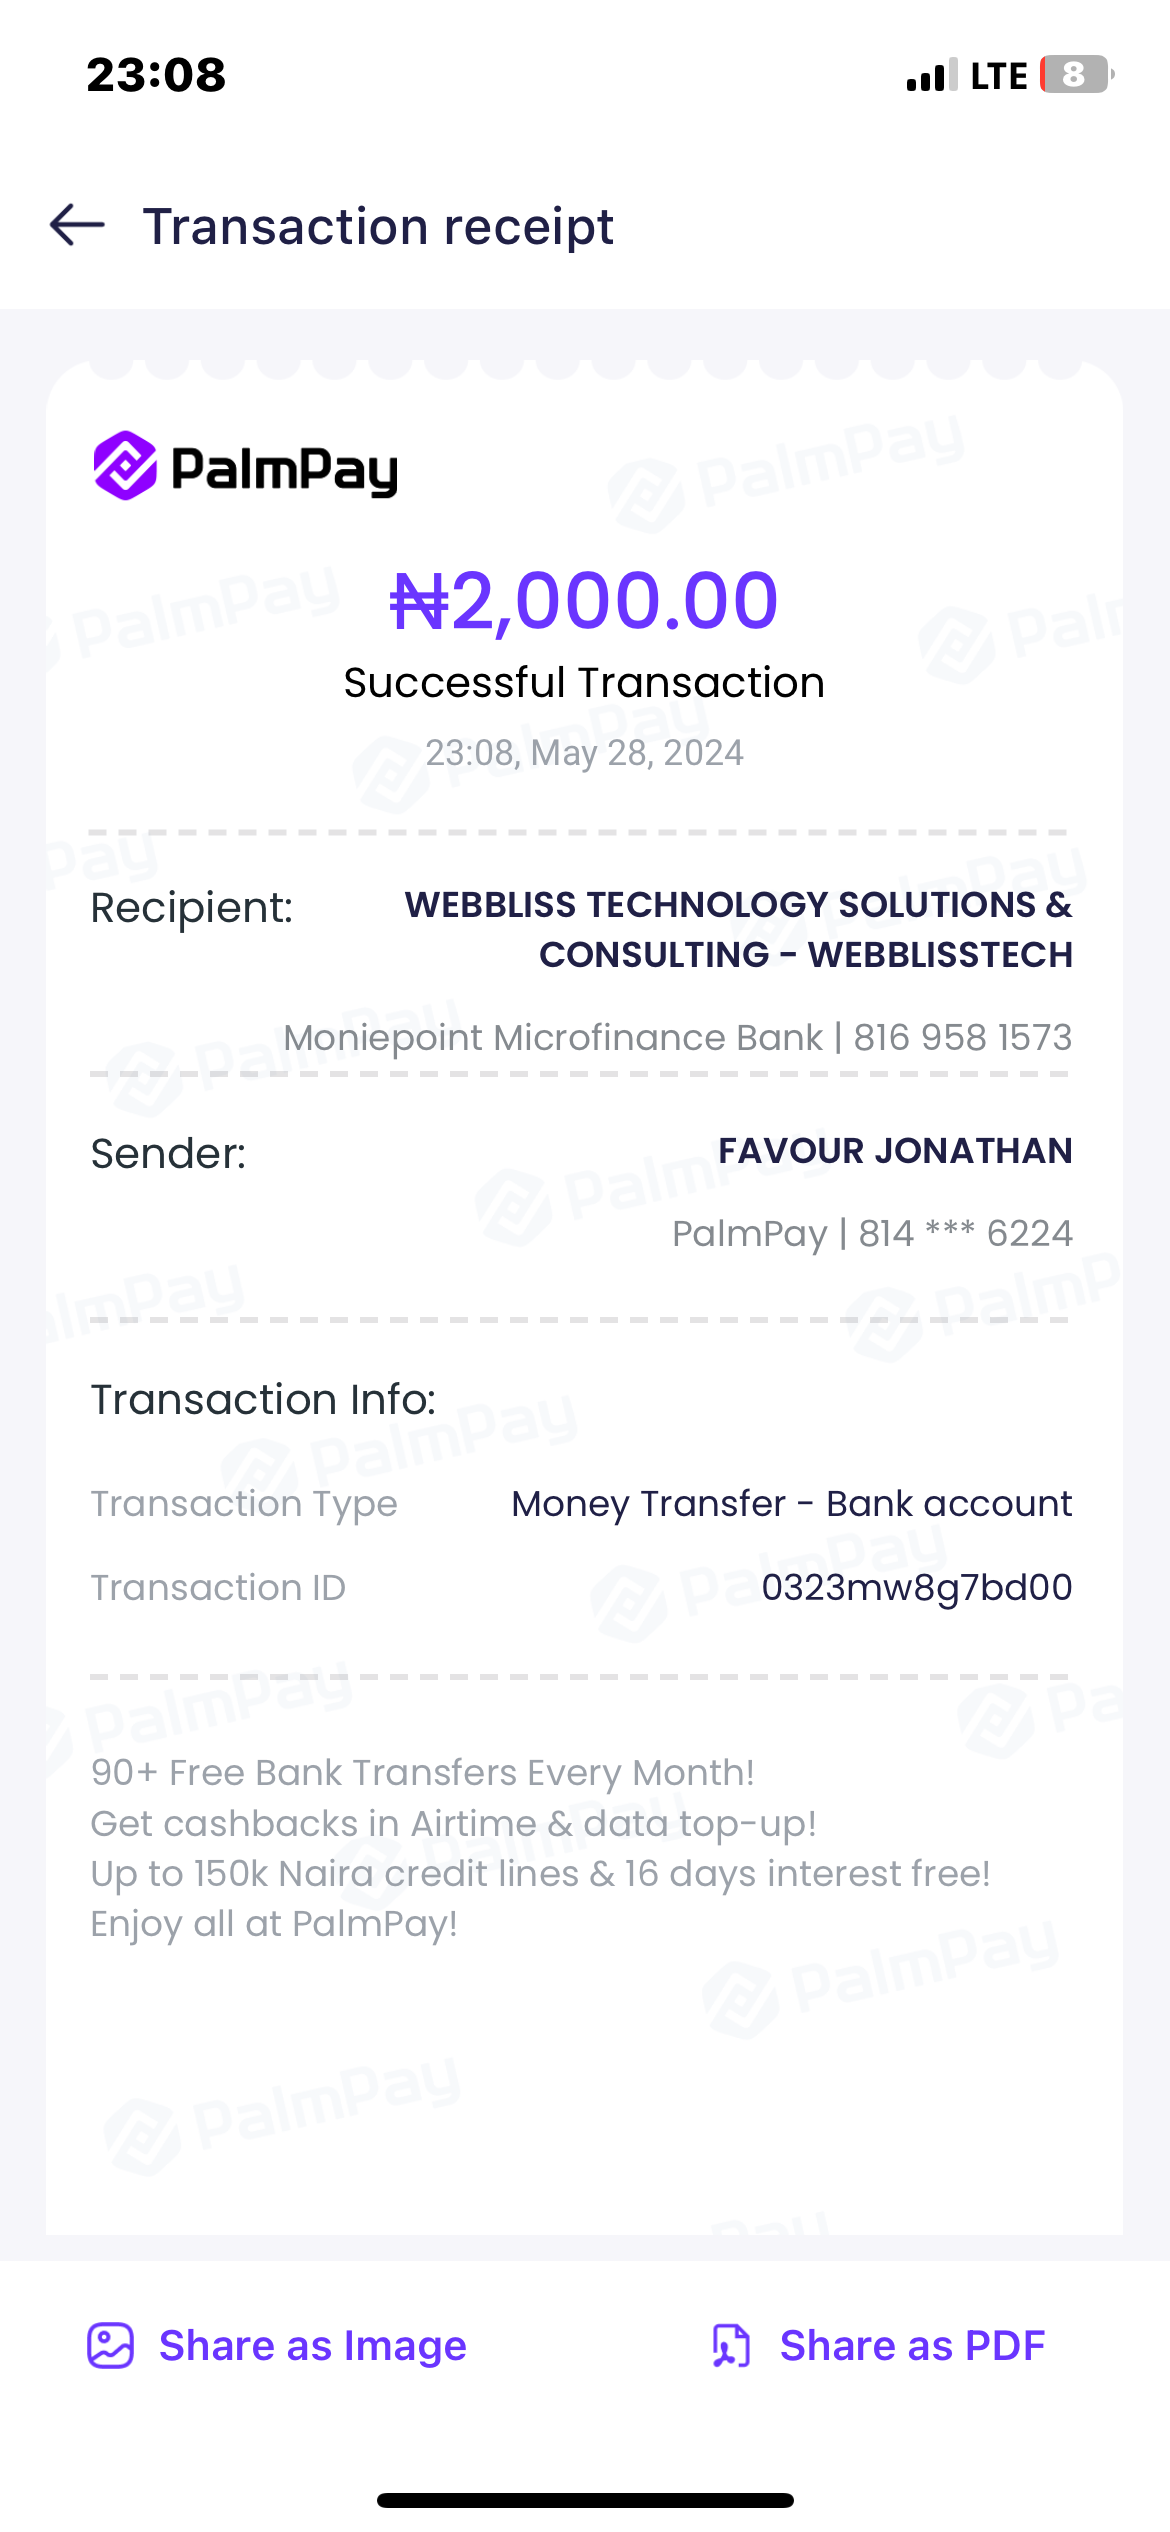 23:08
LTE 8
Transaction receipt
PalmPay
₦2,000.00
Successful Transaction
23:08, May 28, 2024
Recipient: WEBBLISS TECHNOLOGY SOLUTIONS &
CONSULTING - WEBBLISSTECH
Moniepoint Microfinance Bank | 816 958 1573
Sender: FAVOUR JONATHAN
PalmPay | 814 *** 6224
Transaction Info:
Transaction Type Money Transfer - Bank account
Transaction ID 0323mw8g7bd00
90+ Free Bank Transfers Every Month!
Get cashbacks in Airtime & data top-up!
Up to 150k Naira credit lines & 16 days interest free!
Enjoy all at PalmPay!
Share as Image Share as PDF